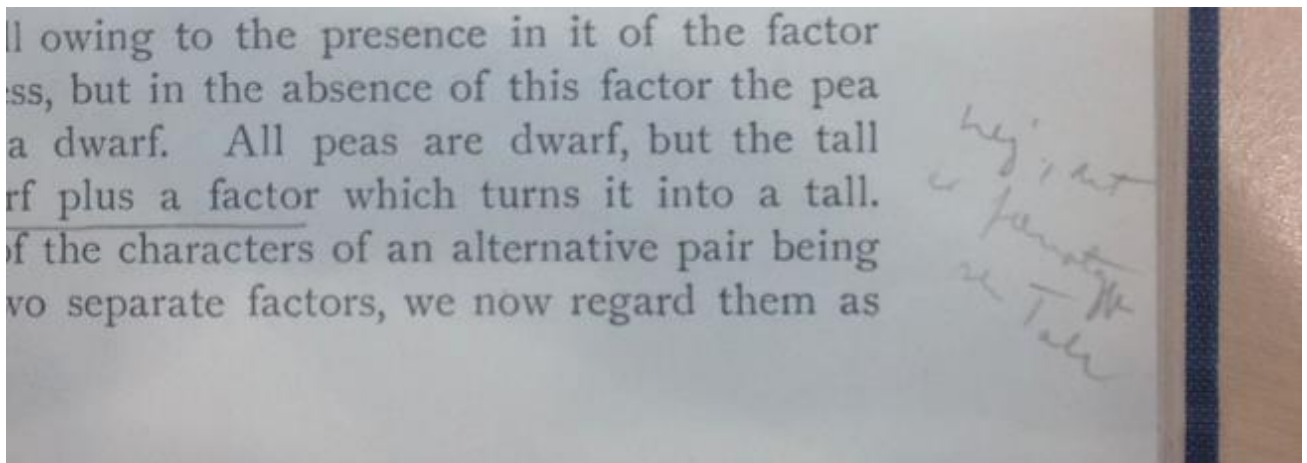 ll owing to the presence in it of the factor
ss, but in the absence of this factor the pea
a dwarf. All peas are dwarf, but the tall
rf plus a factor which turns it into a tall.
of the characters of an alternative pair being
vo separate factors, we now regard them as